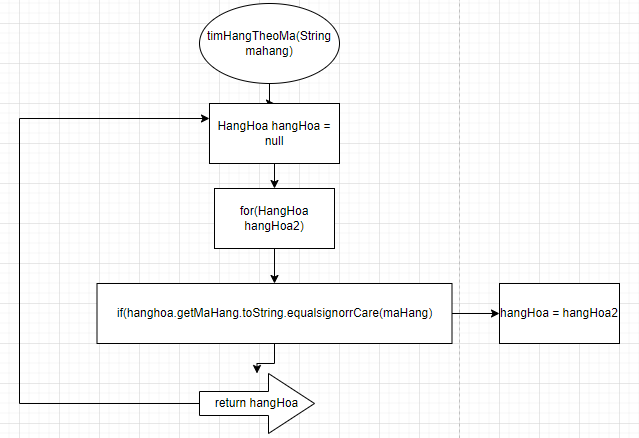 timHangTheoMa(String
mahang)
HangHoa hangHoa =
null
for(HangHoa
hangHoa2)
if(hanghoa.getMaHang.toString.equalsignorrCare(maHang)
hangHoa = hangHoa2
return hangHoa